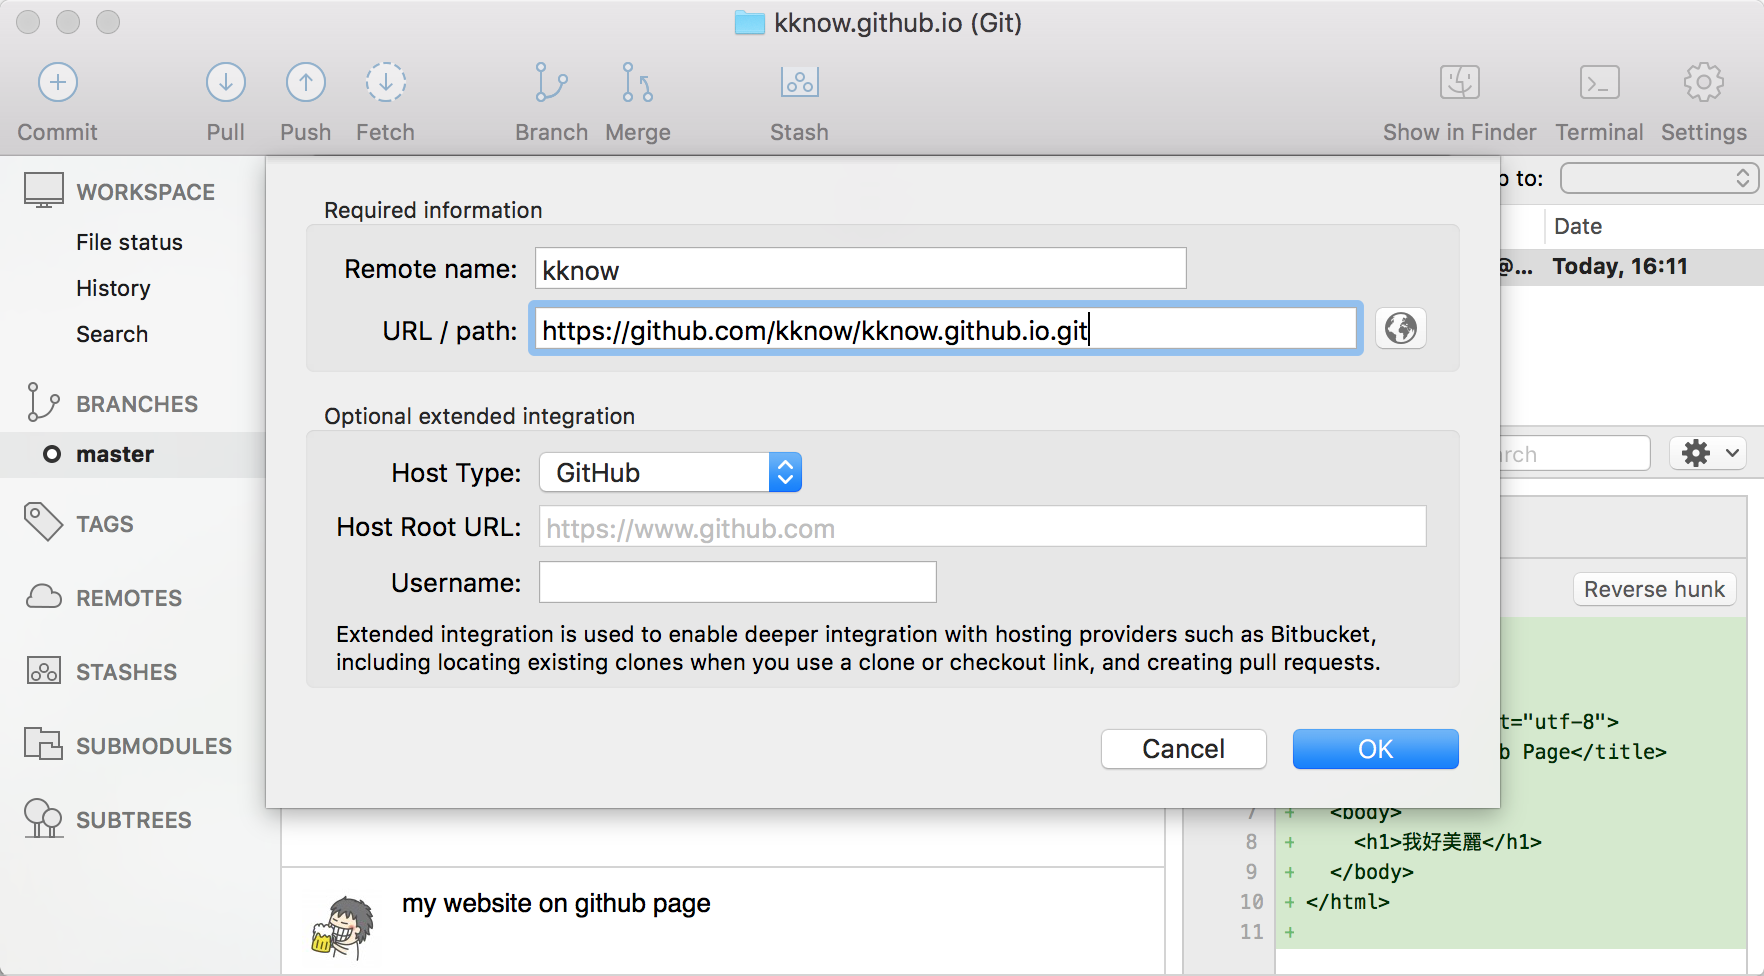 kknow.github.io (Git)
Commit
Pull
Push
Fetch
Branch
Merge
Stash
Show in Finder
Terminal
Settings
WORKSPACE
File status
History
Search
BRANCHES
master
TAGS
REMOTES
STASHES
SUBMODULES
SUBTREES
Required information
Remote name:
kknow
URL / path:
https://github.com/kknow/kknow.github.io.git
Optional extended integration
Host Type:
GitHub
Host Root URL:
https://www.github.com
Username:
Extended integration is used to enable deeper integration with hosting providers such as Bitbucket,
including locating existing clones when you use a clone or checkout link, and creating pull requests.
Cancel
OK
to:
Date
@...
Today, 16:11
Reverse hunk
="utf-8">
Page</title>
7 + <body>
8 + <h1>我好美麗</h1>
9 + </body>
10 + </html>
11 +
my website on github page